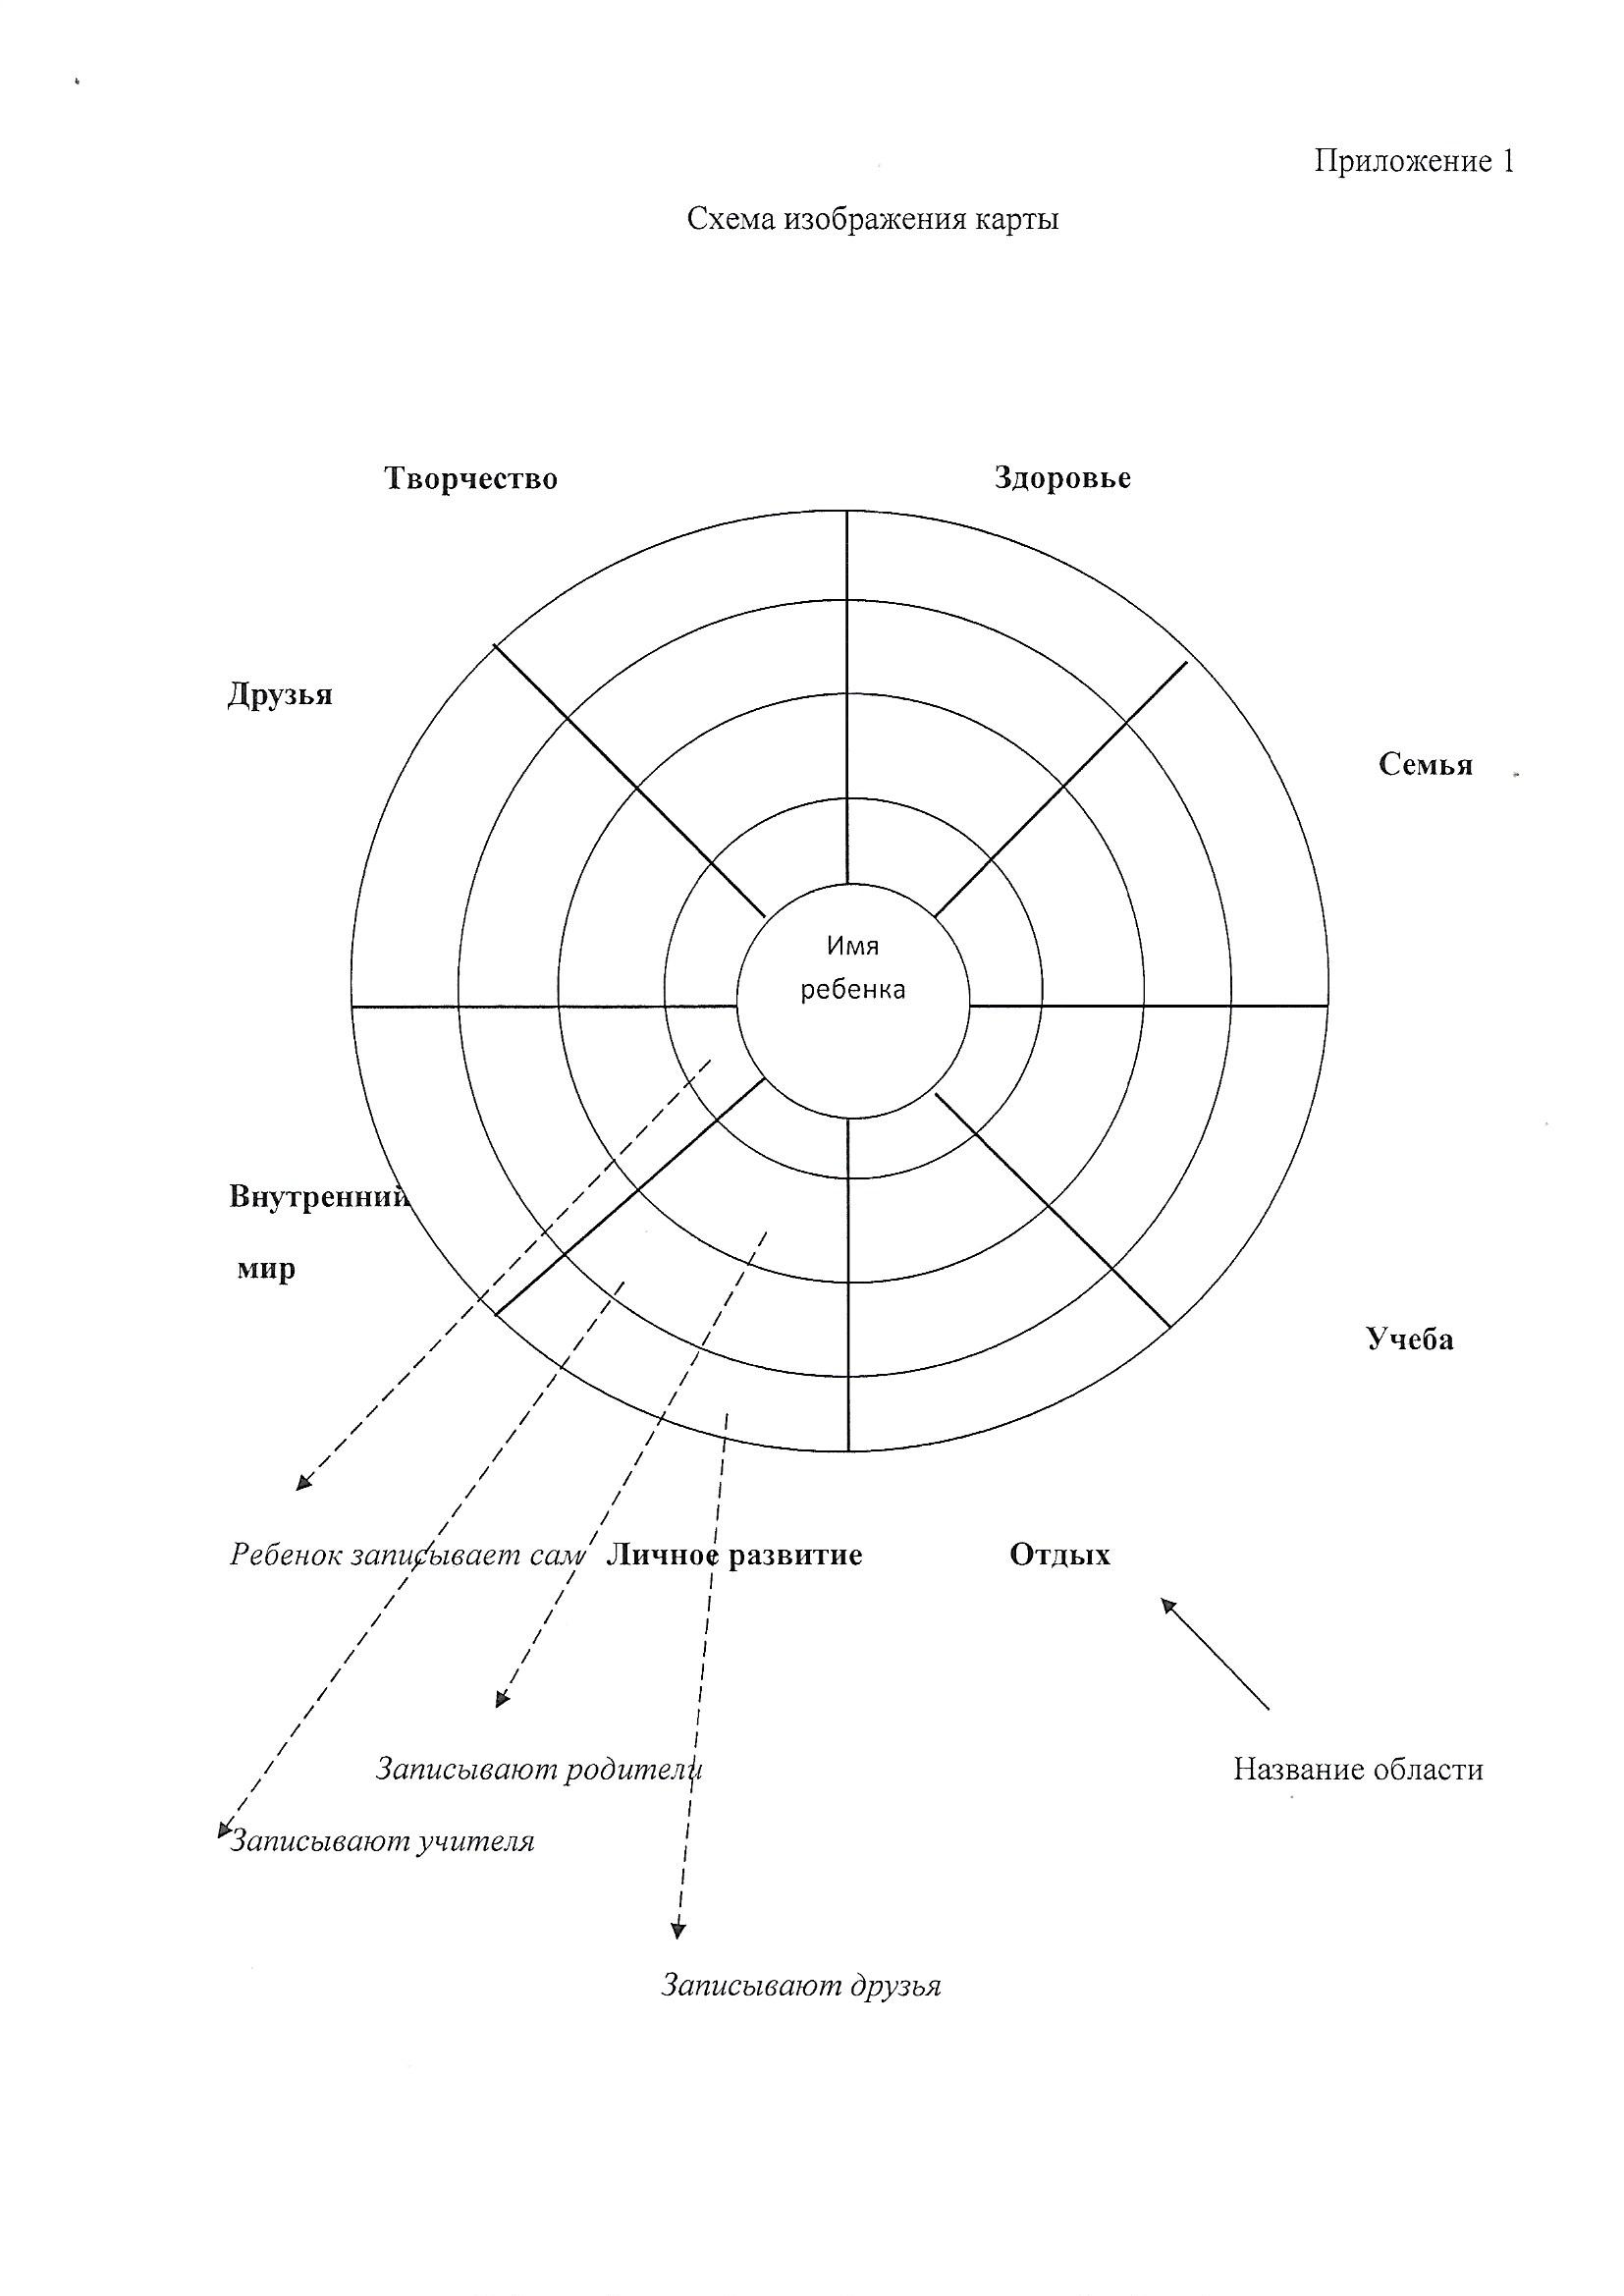 Приложение 1
Схема изображения карты
Творчество
Здоровье
Друзья
Семья
Имя
ребенка
Внутренний
мир
Учеба
Ребенок записывает сам
Личное развитие
Отдых
Записывают родители
Название области
Записывают учителя
Записывают друзья